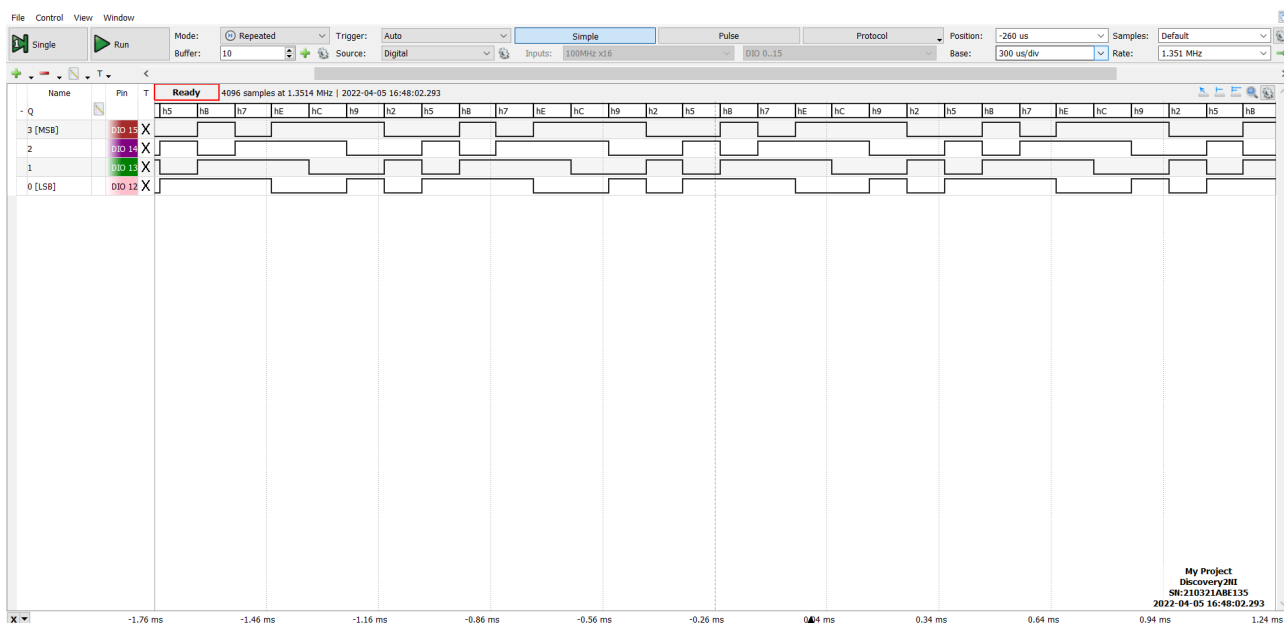 File Control View Window
Single Run Mode: Repeated Trigger: Auto Simple Pulse Protocol Position: -260 us Samples: Default
Buffer: 10 Source: Digital Inputs: 100MHz x16 DIO 0..15 Base: 300 us/div Rate: 1.351 MHz
T
Name Pin T Ready 4096 samples at 1.3514 MHz | 2022-04-05 16:48:02.293
- Q h5 hB h7 hE hC h9 h2 h5 hB h7 hE hC h9 h2 h5 hB h7 hE hC h9 h2 h5 hB h7 hE hC h9 h2 h5 hB
3 [MSB] DIO 15 X
2 DIO 14 X
1 DIO 13 X
0 [LSB] DIO 12 X
My Project
Discovery2NI
SN:210321ABE135
2022-04-05 16:48:02.293
X -1.76 ms -1.46 ms -1.16 ms -0.86 ms -0.56 ms -0.26 ms 0.04 ms 0.34 ms 0.64 ms 0.94 ms 1.24 ms